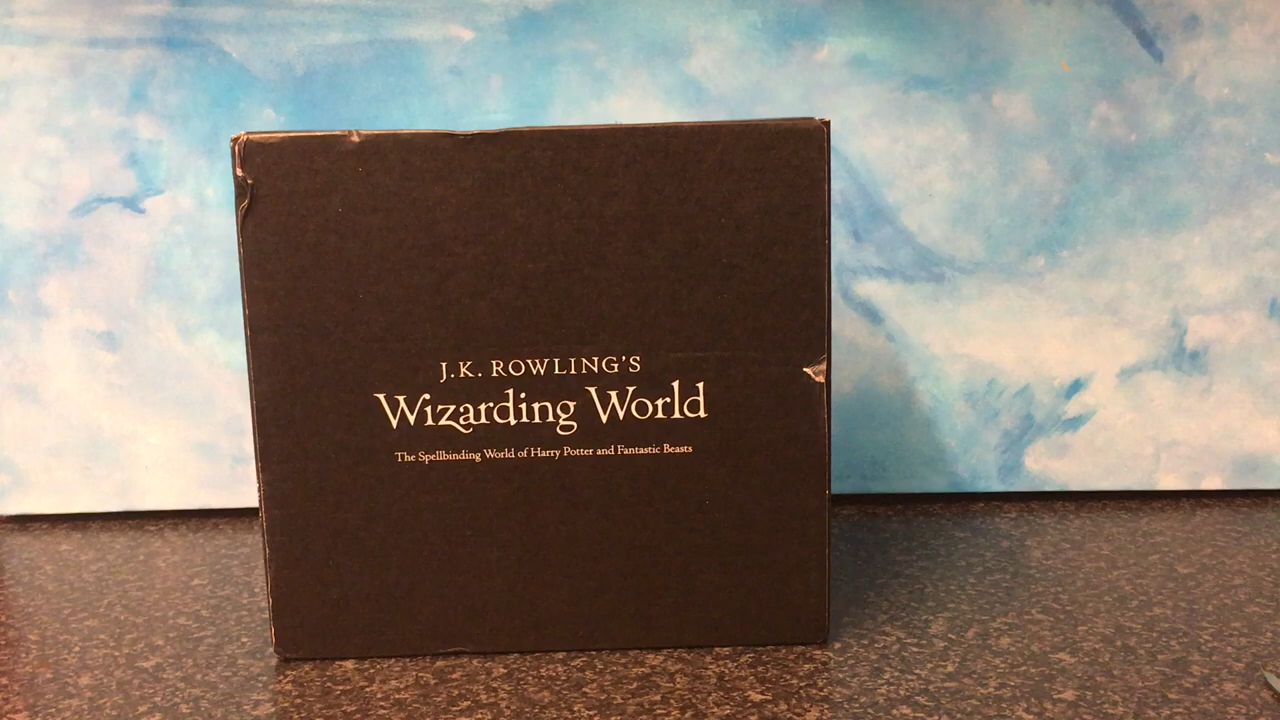 J.K. ROWLING'S
Wizarding World
The Spellbinding World of Harry Potter and Fantastic Beasts